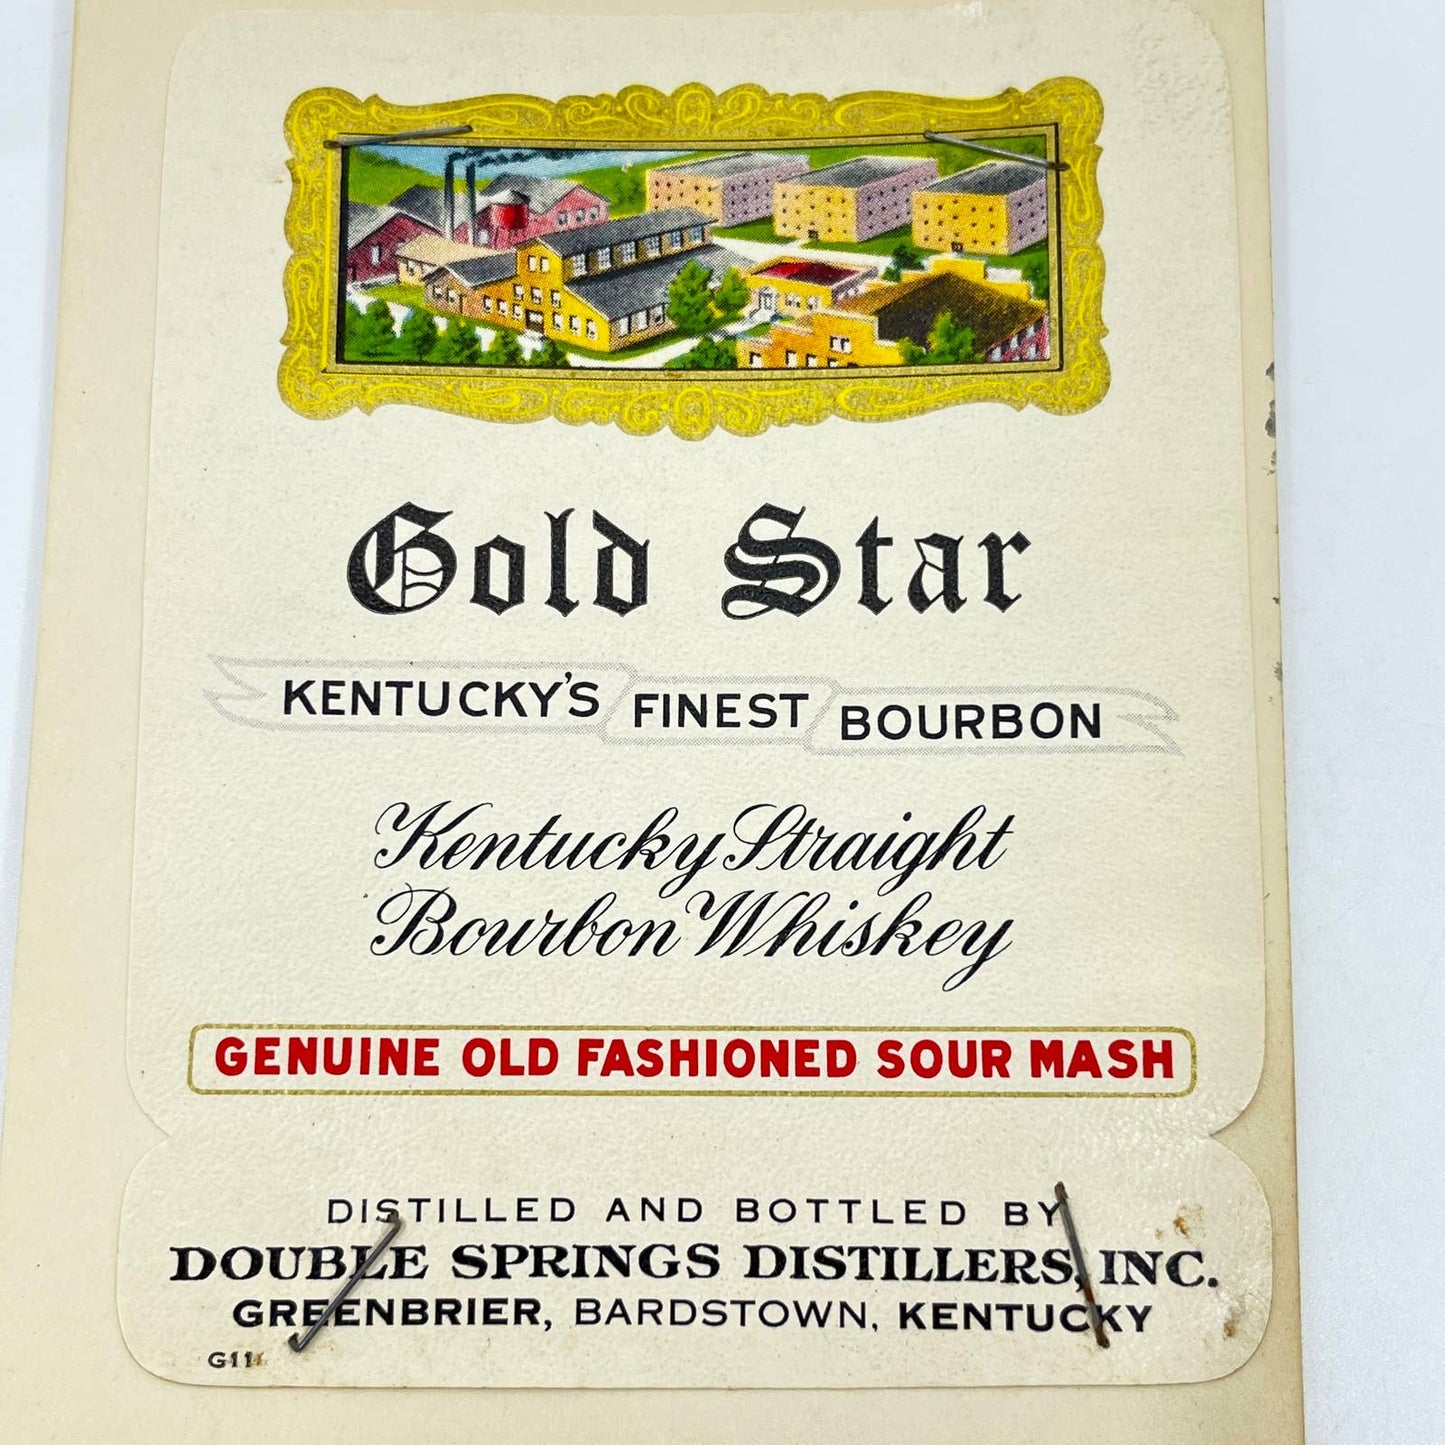 Gold Star
KENTUCKY'S FINEST BOURBON
Kentucky Straight
Bourbon Whiskey
GENUINE OLD FASHIONED SOUR MASH
DISTILLED AND BOTTLED BY
DOUBLE SPRINGS DISTILLERS, INC.
GREENBRIER, BARDSTOWN, KENTUCKY